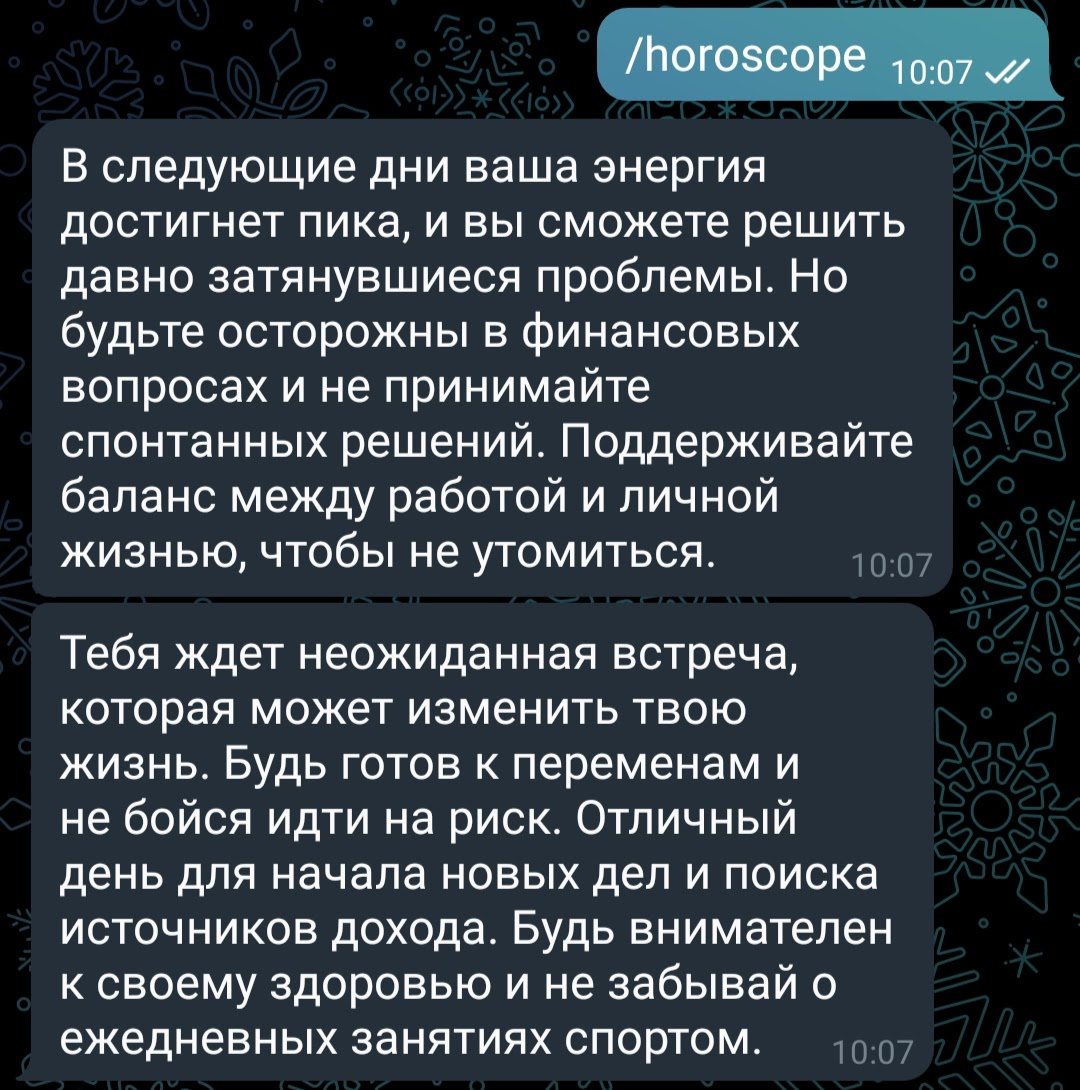 /horoscope 10:07
В следующие дни ваша энергия
достигнет пика, и вы сможете решить
давно затянувшиеся проблемы. Но
будьте осторожны в финансовых
вопросах и не принимайте
спонтанных решений. Поддерживайте
баланс между работой и личной
жизнью, чтобы не утомиться. 10:07
Тебя ждет неожиданная встреча,
которая может изменить твою
жизнь. Будь готов к переменам и
не бойся идти на риск. Отличный
день для начала новых дел и поиска
источников дохода. Будь внимателен
к своему здоровью и не забывай о
ежедневных занятиях спортом. 10:07